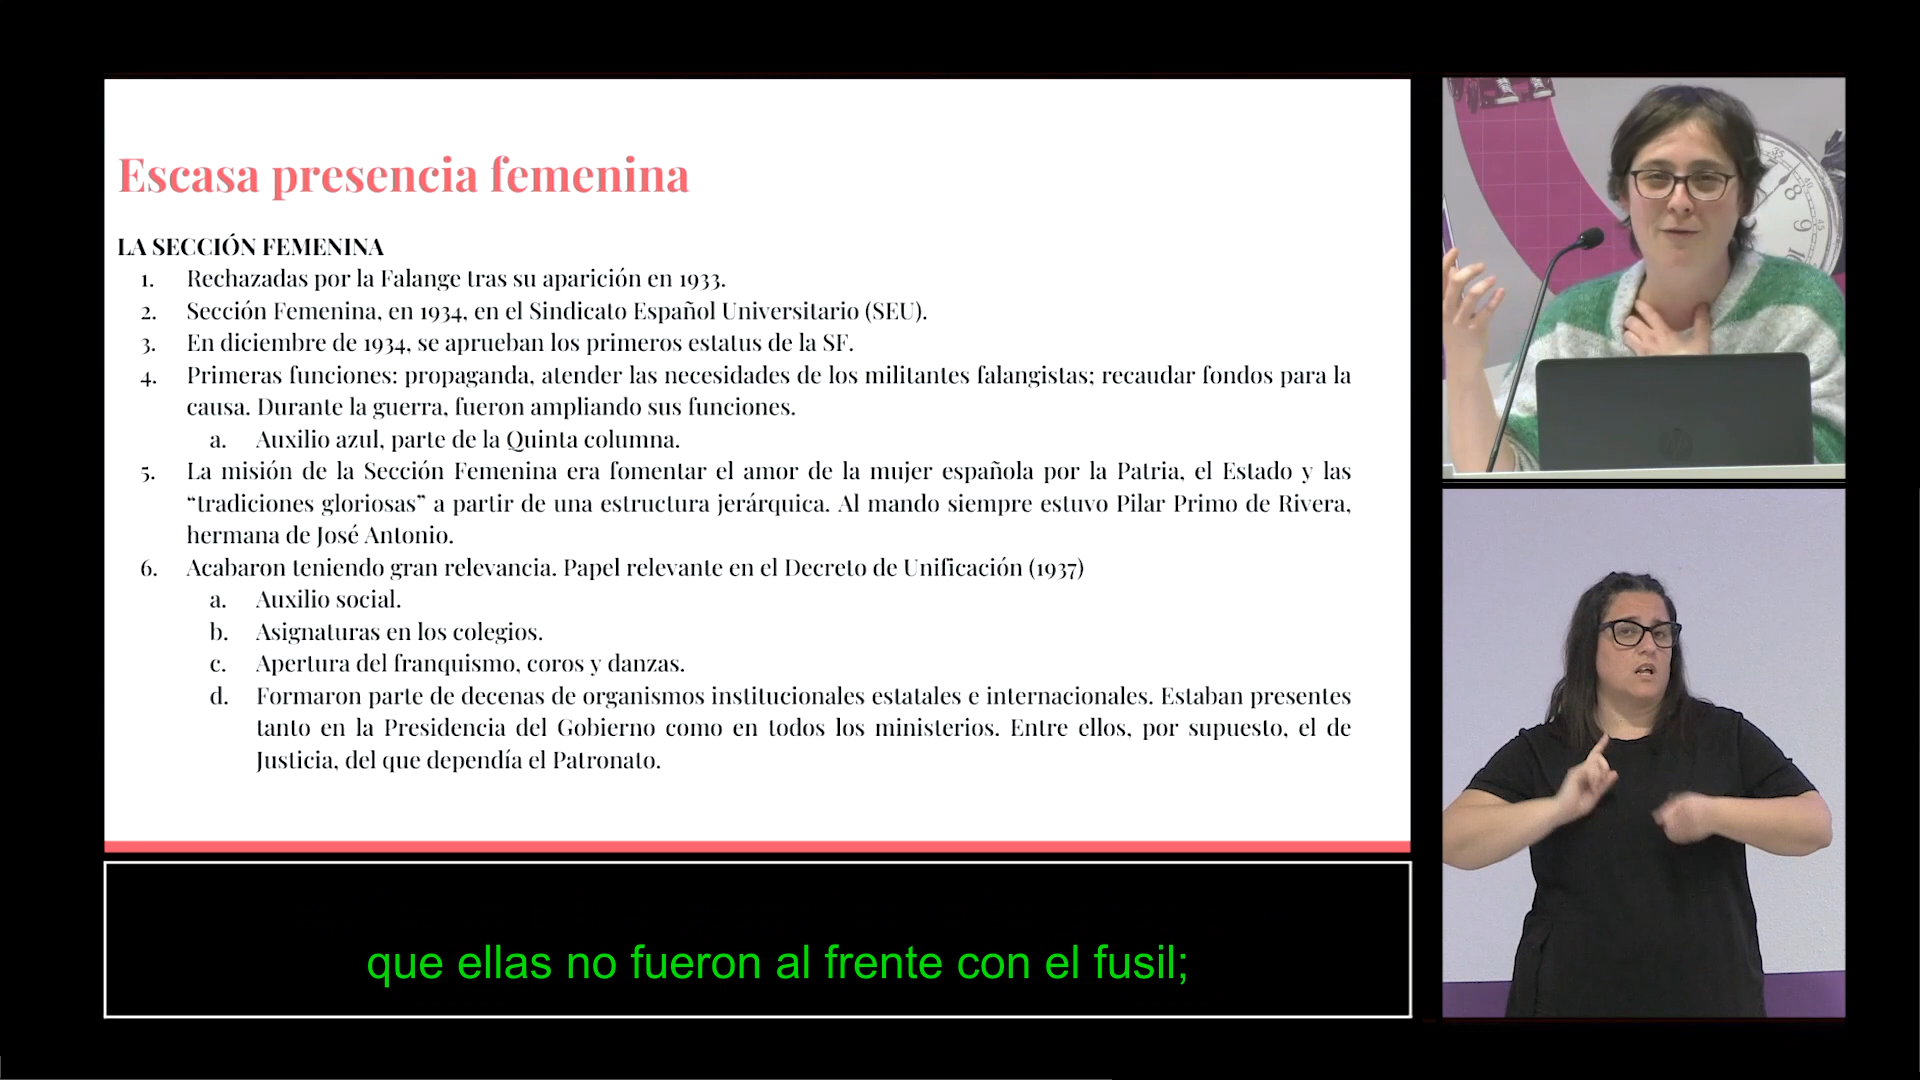 Escasa presencia femenina
LA SECCIÓN FEMENINA
1. Rechazadas por la Falange tras su aparición en 1933.
2. Sección Femenina, en 1934, en el Sindicato Español Universitario (SEU).
3. En diciembre de 1934, se aprueban los primeros estatus de la SF.
4. Primeras funciones: propaganda, atender las necesidades de los militantes falangistas; recaudar fondos para la
causa. Durante la guerra, fueron ampliando sus funciones.
a. Auxilio azul, parte de la Quinta columna.
5. La misión de la Sección Femenina era fomentar el amor de la mujer española por la Patria, el Estado y las
“tradiciones gloriosas” a partir de una estructura jerárquica. Al mando siempre estuvo Pilar Primo de Rivera,
hermana de José Antonio.
6. Acabaron teniendo gran relevancia. Papel relevante en el Decreto de Unificación (1937)
a. Auxilio social.
b. Asignaturas en los colegios.
c. Apertura del franquismo, coros y danzas.
d. Formaron parte de decenas de organismos institucionales estatales e internacionales. Estaban presentes
tanto en la Presidencia del Gobierno como en todos los ministerios. Entre ellos, por supuesto, el de
Justicia, del que dependía el Patronato.
que ellas no fueron al frente con el fusil;